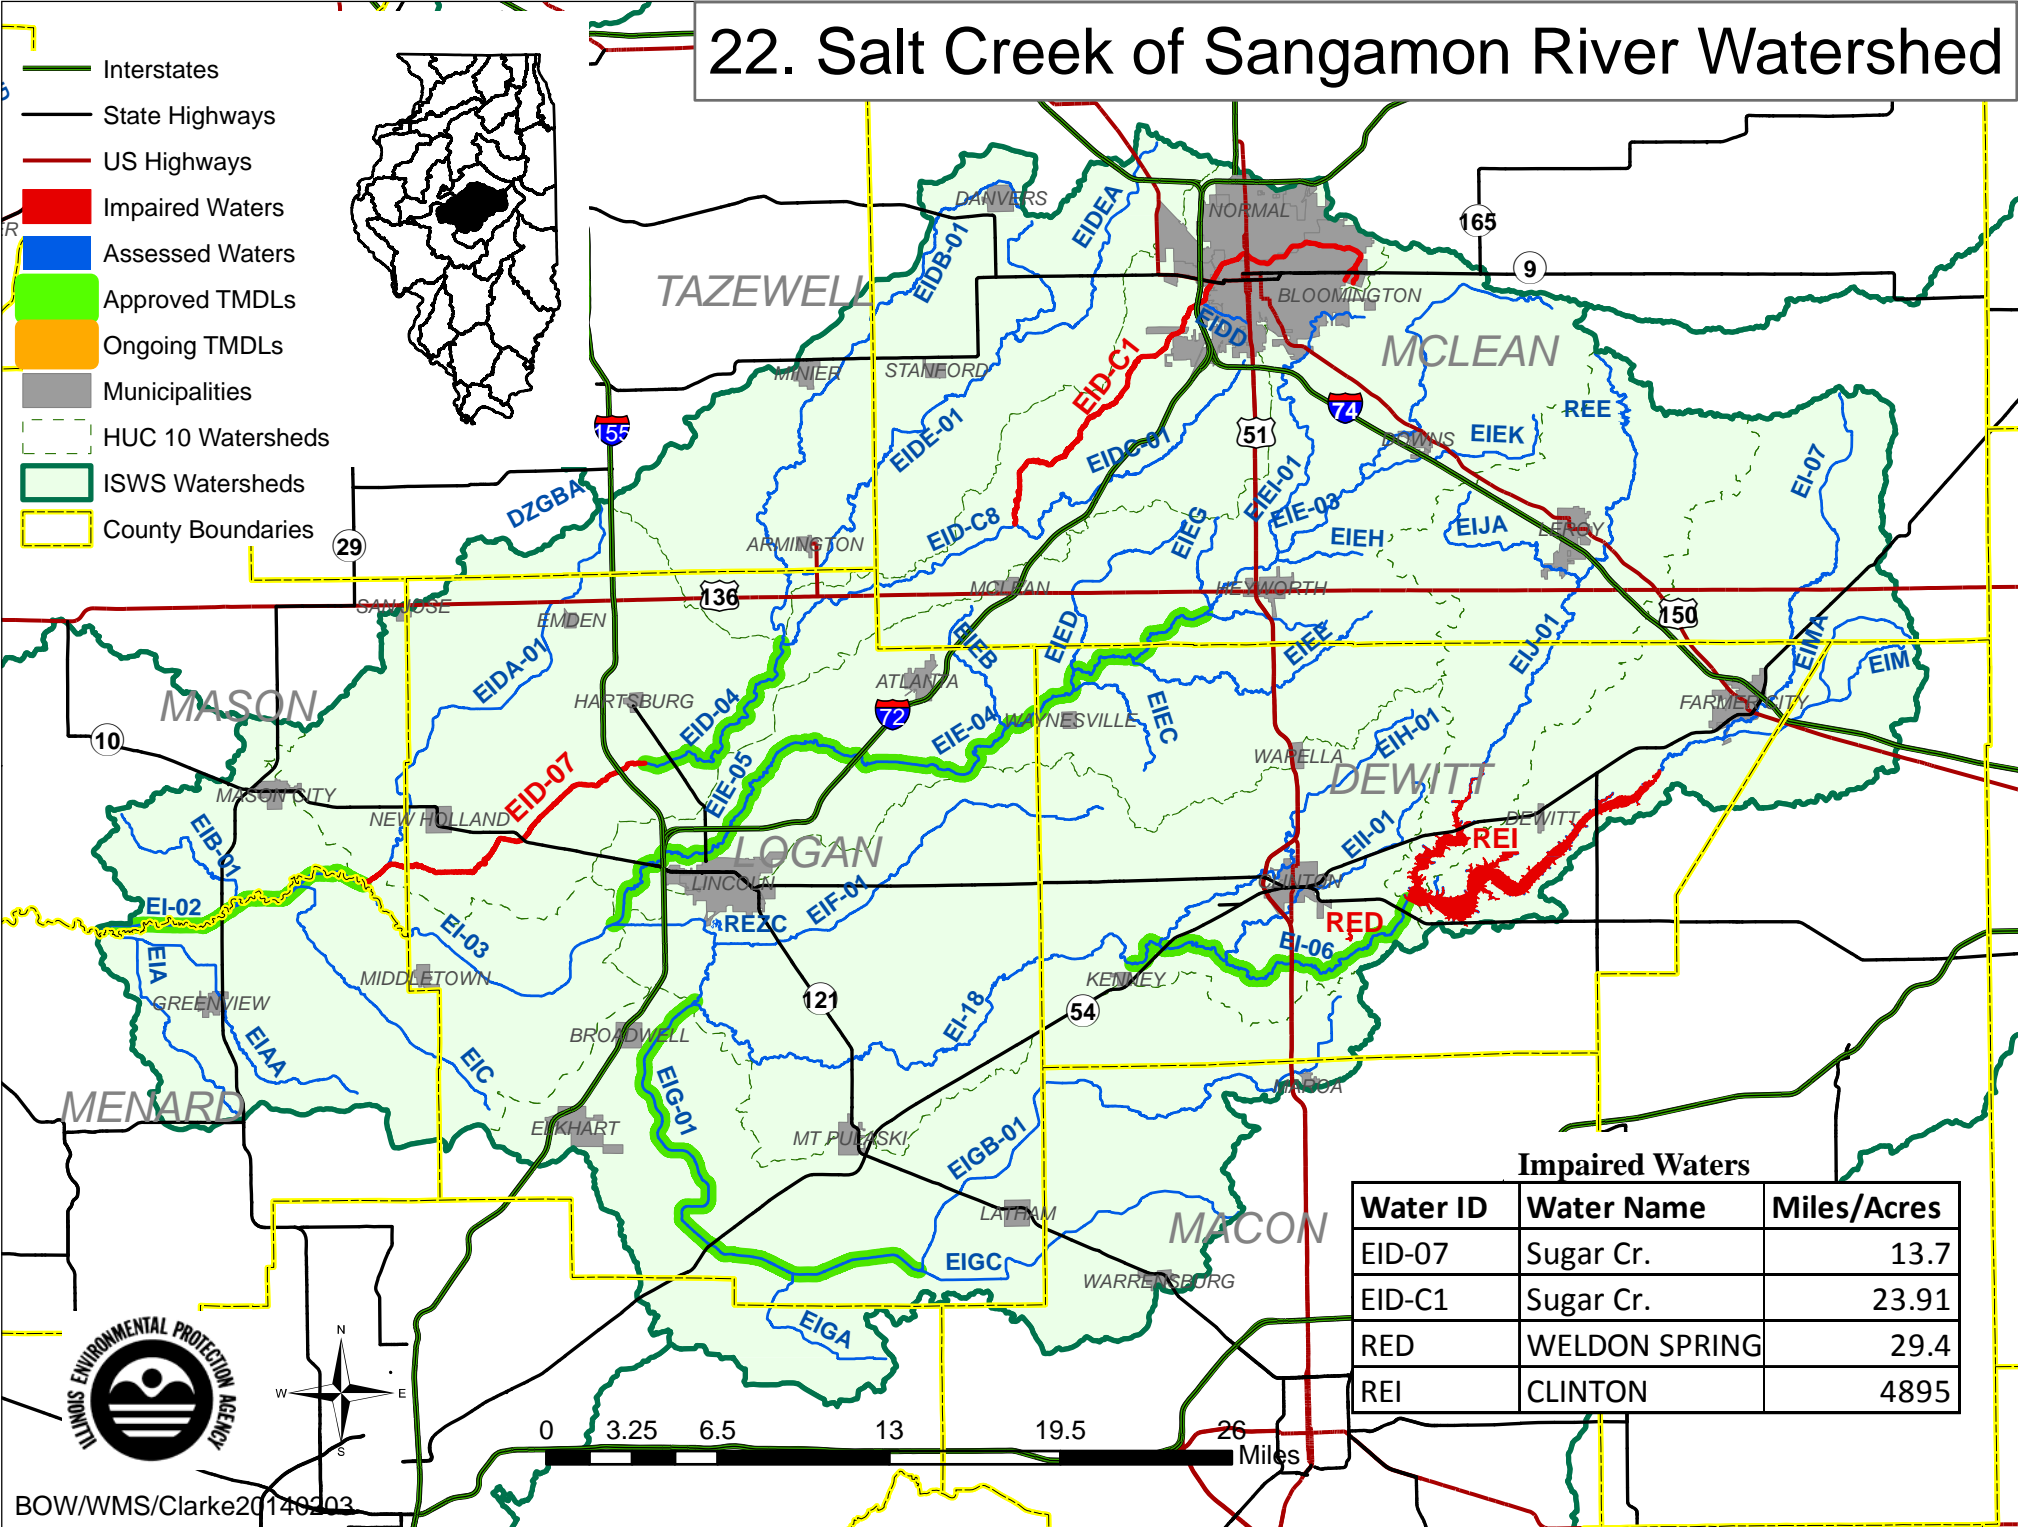 22. Salt Creek of Sangamon River Watershed
Interstates
State Highways
US Highways
Impaired Waters
Assessed Waters
Approved TMDLs
Ongoing TMDLs
Municipalities
HUC 10 Watersheds
ISWS Watersheds
County Boundaries
165
9
DANVERS
EIDEA
NORMAL
EIDB-01
TAZEWELL
BLOOMINGTON
EIDD
MCLEAN
MINIER
STANFORD
EID-C1
74
REE
155
51
DOWNS
EIEK
EIDE-01
EIDC-01
EI-07
DZGBA
EIEI-01
EIE-03
EIEG
EIJA
LEROY
29
ARMINGTON
EID-C8
EIEH
136
MCLEAN
HEYWORTH
SAN JOSE
EMDEN
150
EIED
EIEB
EIEE
EIJ-01
EIMA
EIM
EIDA-01
MASON
HARTSBURG
EID-04
ATLANTA
72
WAYNESVILLE
EIEC
FARMER CITY
10
EIE-04
EIH-01
WAPELLA
DEWITT
EID-07
EIE-05
MASON CITY
NEW HOLLAND
DEWITT
EIB-01
LOGAN
EII-01
REI
LINCOLN
CLINTON
EI-02
EIF-01
REZC
RED
EI-03
EI-06
EIA
MIDDLETOWN
KENNEY
GREENVIEW
121
54
EI-18
BROADWELL
EIAA
EIC
MENARD
EIG-01
MAROA
ELKHART
MT PULASKI
EIGB-01
LATHAM
MACON
EIGC
WARRENSBURG
EIGA
Impaired Waters
Water ID Water Name Miles/Acres
EID-07 Sugar Cr. 13.7
EID-C1 Sugar Cr. 23.91
RED WELDON SPRING 29.4
REI CLINTON 4895
ILLINOIS ENVIRONMENTAL PROTECTION AGENCY
N
W E
S
0 3.25 6.5 13 19.5 26
Miles
BOW/WMS/Clarke20140203